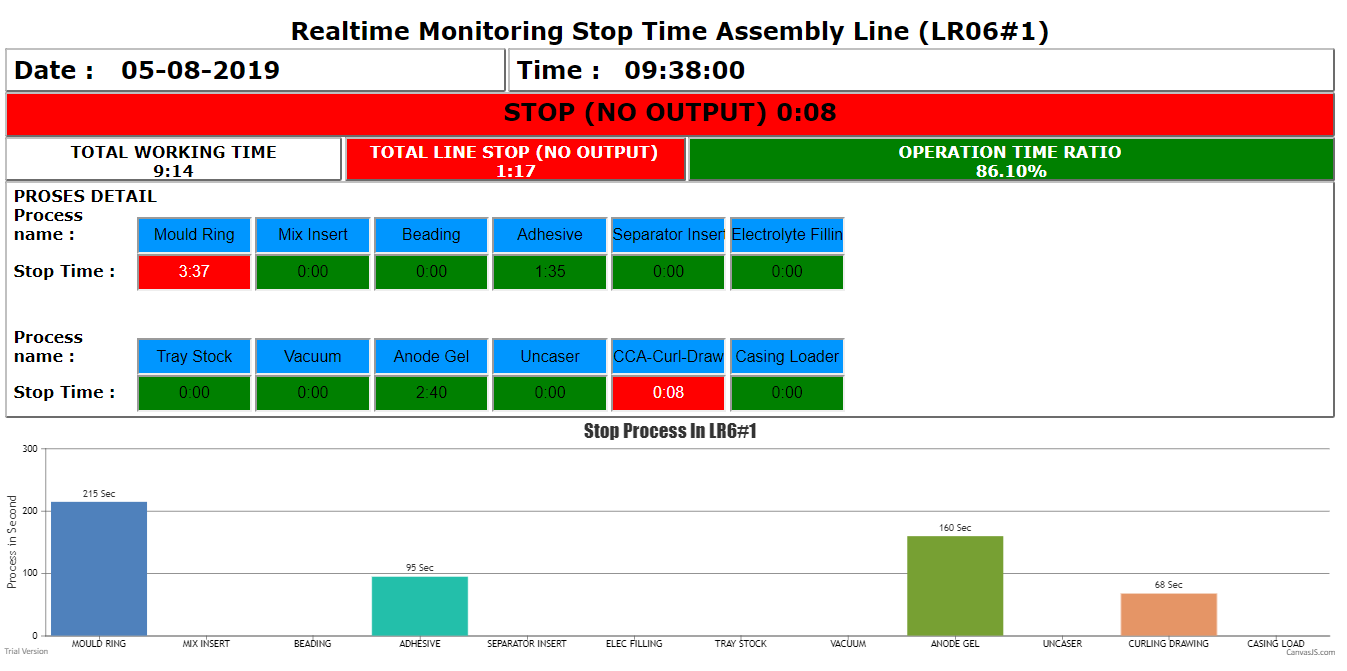 Realtime Monitoring Stop Time Assembly Line (LR06#1)
Date : 05-08-2019
Time : 09:38:00
STOP (NO OUTPUT) 0:08
TOTAL WORKING TIME
9:14
TOTAL LINE STOP (NO OUTPUT)
1:17
OPERATION TIME RATIO
86.10%
PROSES DETAIL
Process
name :
Mould Ring Mix Insert Beading Adhesive Separator Inser Electrolyte Fillin
Stop Time : 3:37 0:00 0:00 1:35 0:00 0:00
Process
name :
Tray Stock Vacuum Anode Gel Uncaser CCA-Curl-Draw Casing Loader
Stop Time : 0:00 0:00 2:40 0:00 0:08 0:00
Stop Process In LR6#1
Process in Second
300
200
100
0
215 Sec
95 Sec
160 Sec
68 Sec
MOULD RING MIX INSERT BEADING ADHESIVE SEPARATOR INSERT ELEC FILLING TRAY STOCK VACUUM ANODE GEL UNCASER CURLING DRAWING CASING LOAD
Trial Version
CanvasJS.com